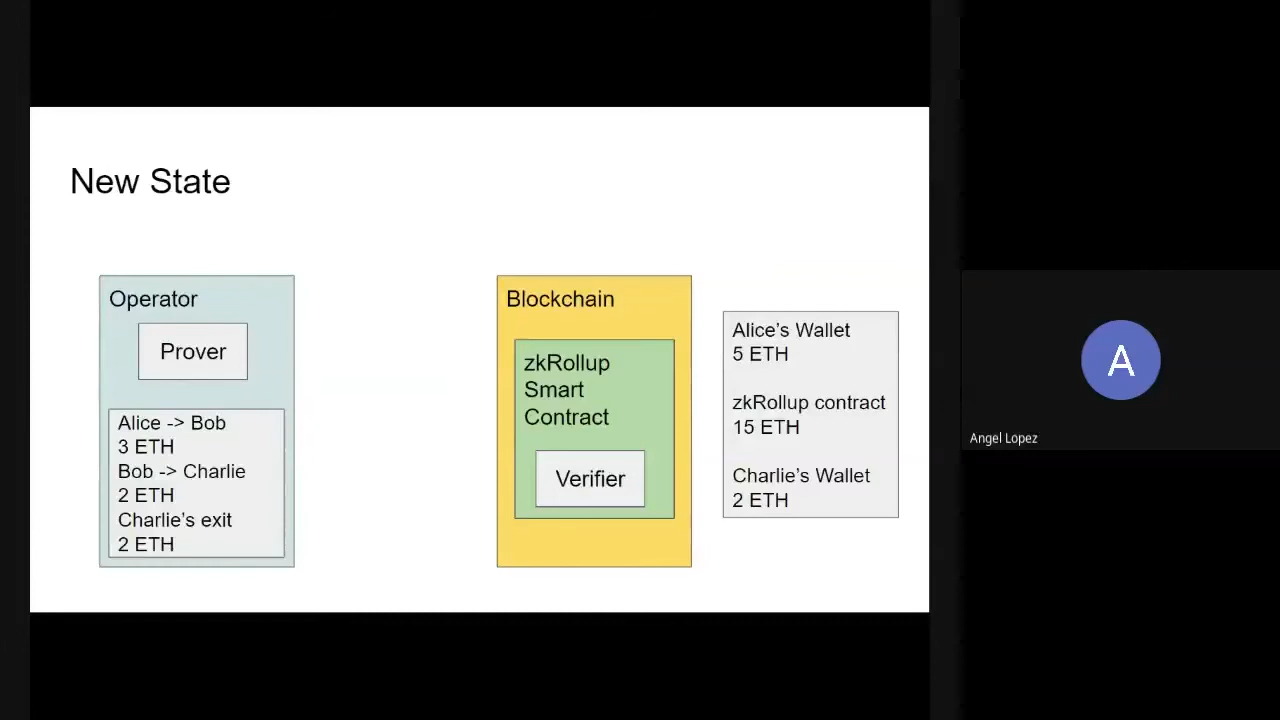 New State
Operator
Prover
Alice -> Bob
3 ETH
Bob -> Charlie
2 ETH
Charlie's exit
2 ETH
Blockchain
zkRollup
Smart
Contract
Verifier
Alice’s Wallet
5 ETH
zkRollup contract
15 ETH
Charlie’s Wallet
2 ETH
A
Angel Lopez